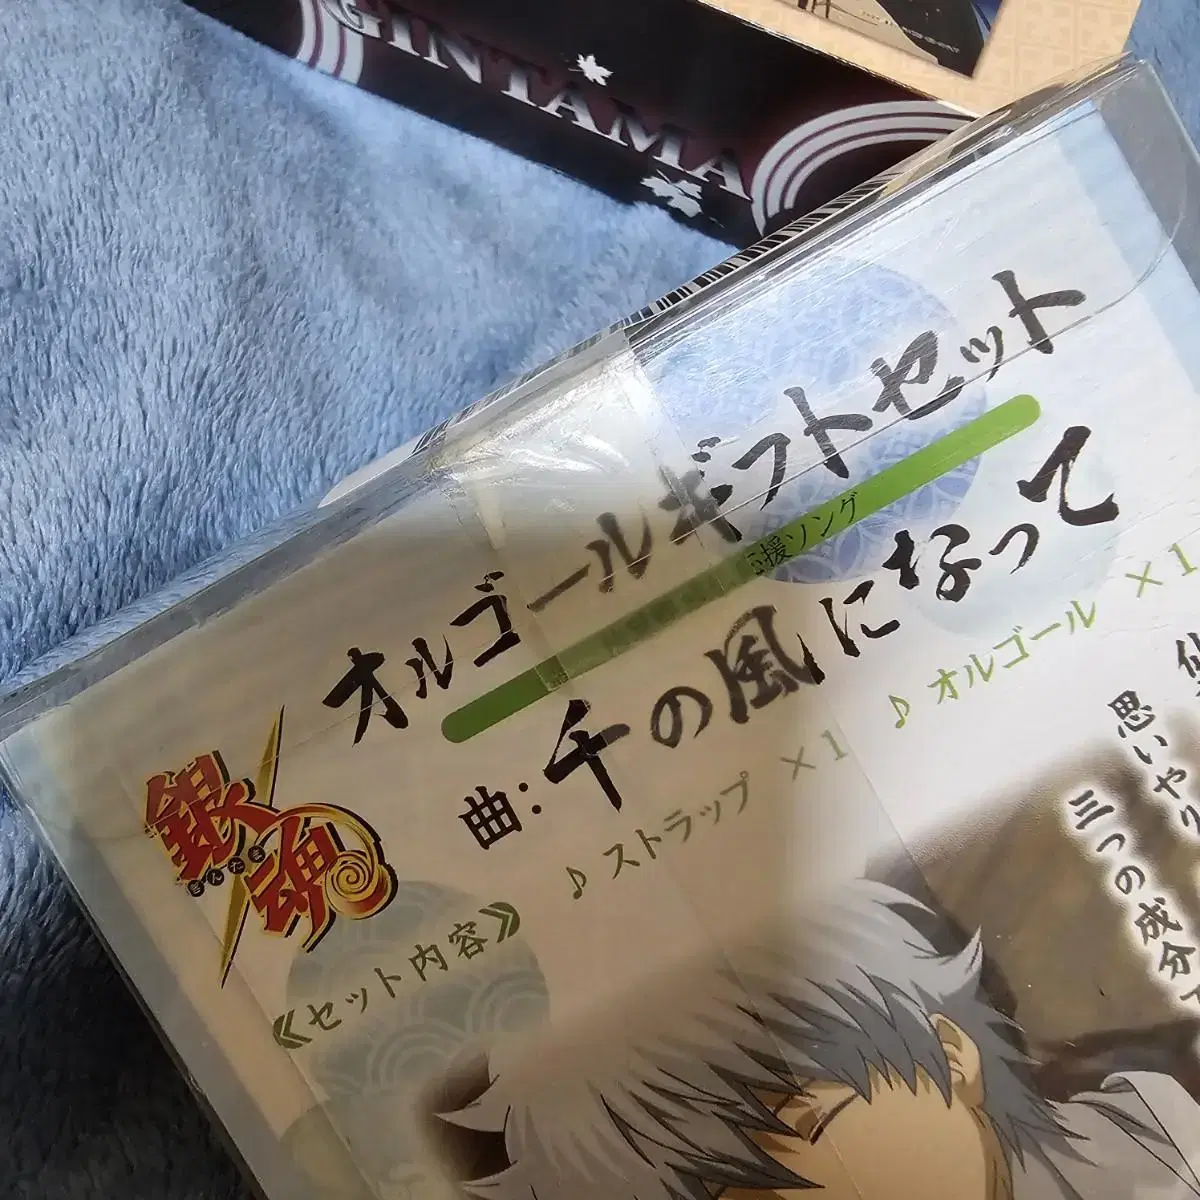 GINTAMA
オルゴールギフトセット
援ソング
曲:千の風になって
♪ストラップ ×1 ♪オルゴール ×1
銀魂
ぎんたま
《セット内容》
思いやり
三つの成分で